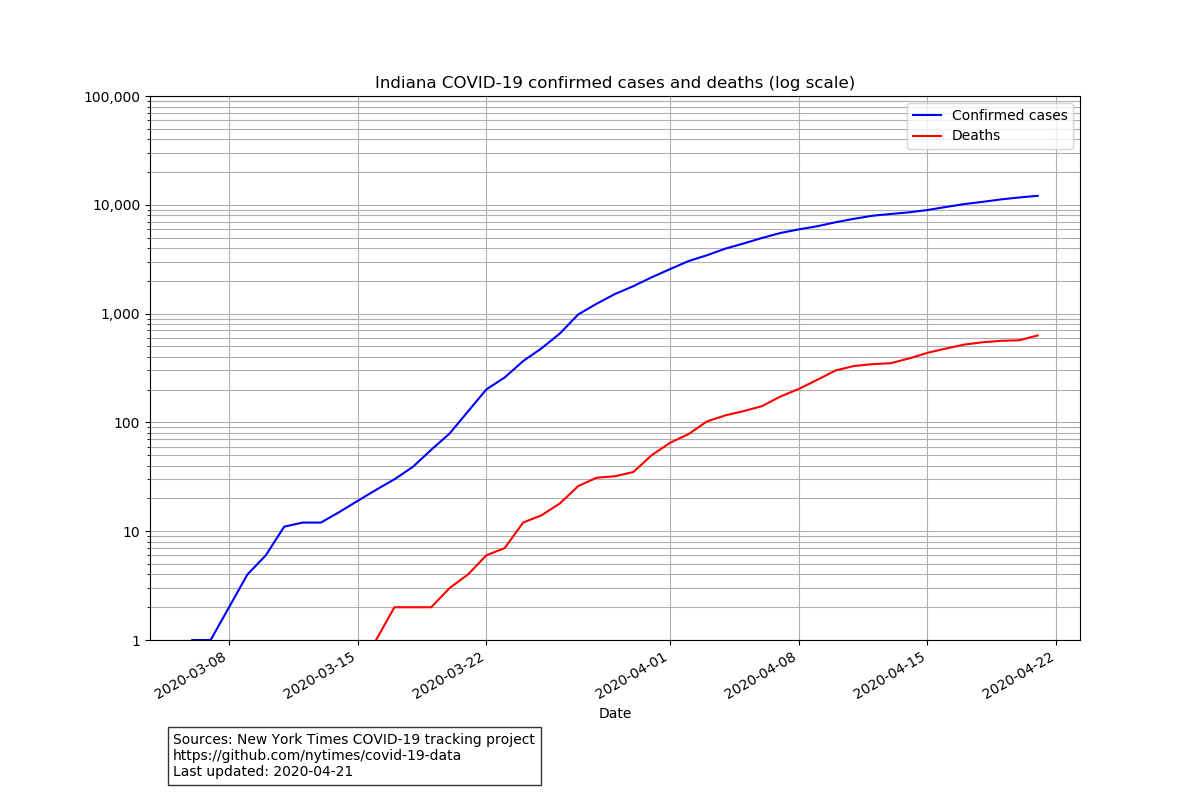 Indiana COVID-19 confirmed cases and deaths (log scale)
100,000
10,000
1,000
100
10
1
Confirmed cases
Deaths
2020-03-08
2020-03-15
2020-03-22
2020-04-01
2020-04-08
2020-04-15
2020-04-22
Date
Sources: New York Times COVID-19 tracking project
https://github.com/nytimes/covid-19-data
Last updated: 2020-04-21